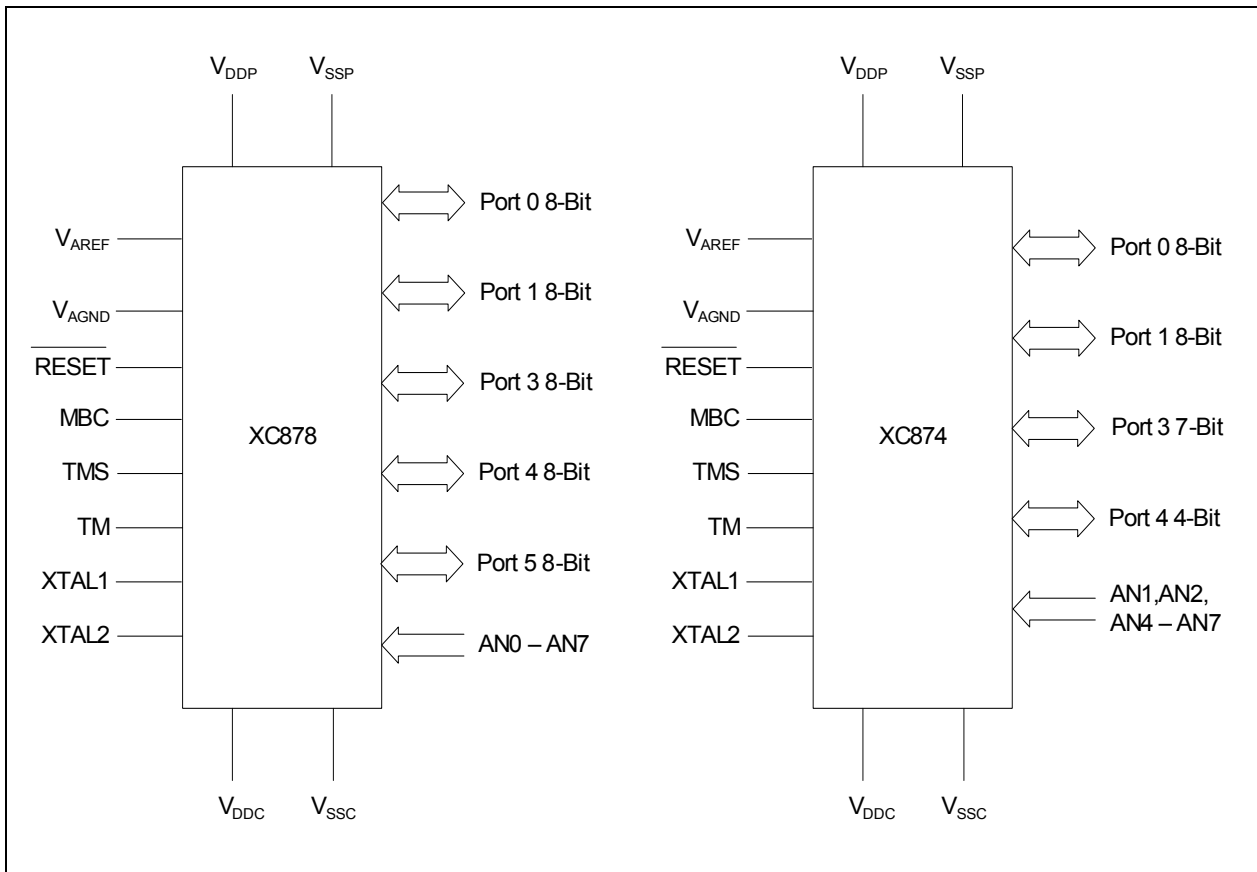 VDDP
VSSP
VAREF
VAGND
RESET
MBC
TMS
TM
XTAL1
XTAL2
XC878
Port 0 8-Bit
Port 1 8-Bit
Port 3 8-Bit
Port 4 8-Bit
Port 5 8-Bit
AN0 – AN7
VDDC
VSSC
VDDP
VSSP
VAREF
VAGND
RESET
MBC
TMS
TM
XTAL1
XTAL2
XC874
Port 0 8-Bit
Port 1 8-Bit
Port 3 7-Bit
Port 4 4-Bit
AN1,AN2,
AN4 – AN7
VDDC
VSSC